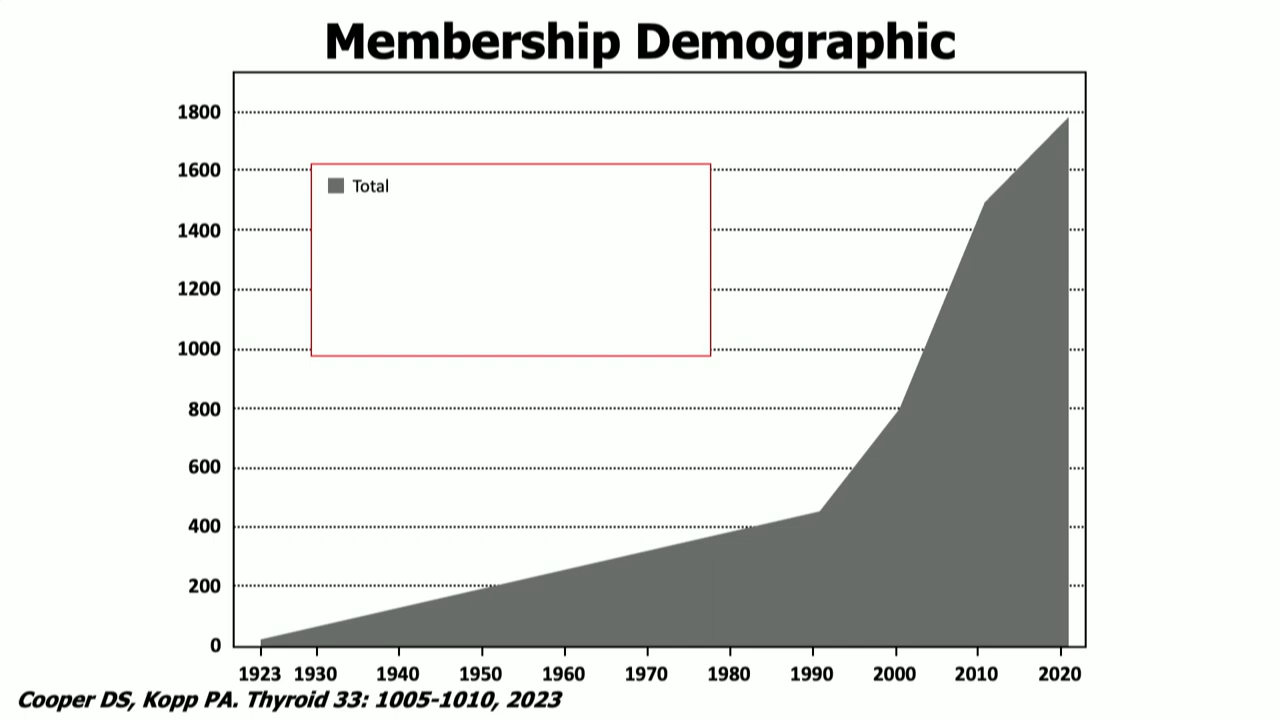 Membership Demographic
1800
1600
1400
1200
1000
800
600
400
200
0
Total
1923 1930 1940 1950 1960 1970 1980 1990 2000 2010 2020
Cooper DS, Kopp PA. Thyroid 33: 1005-1010, 2023